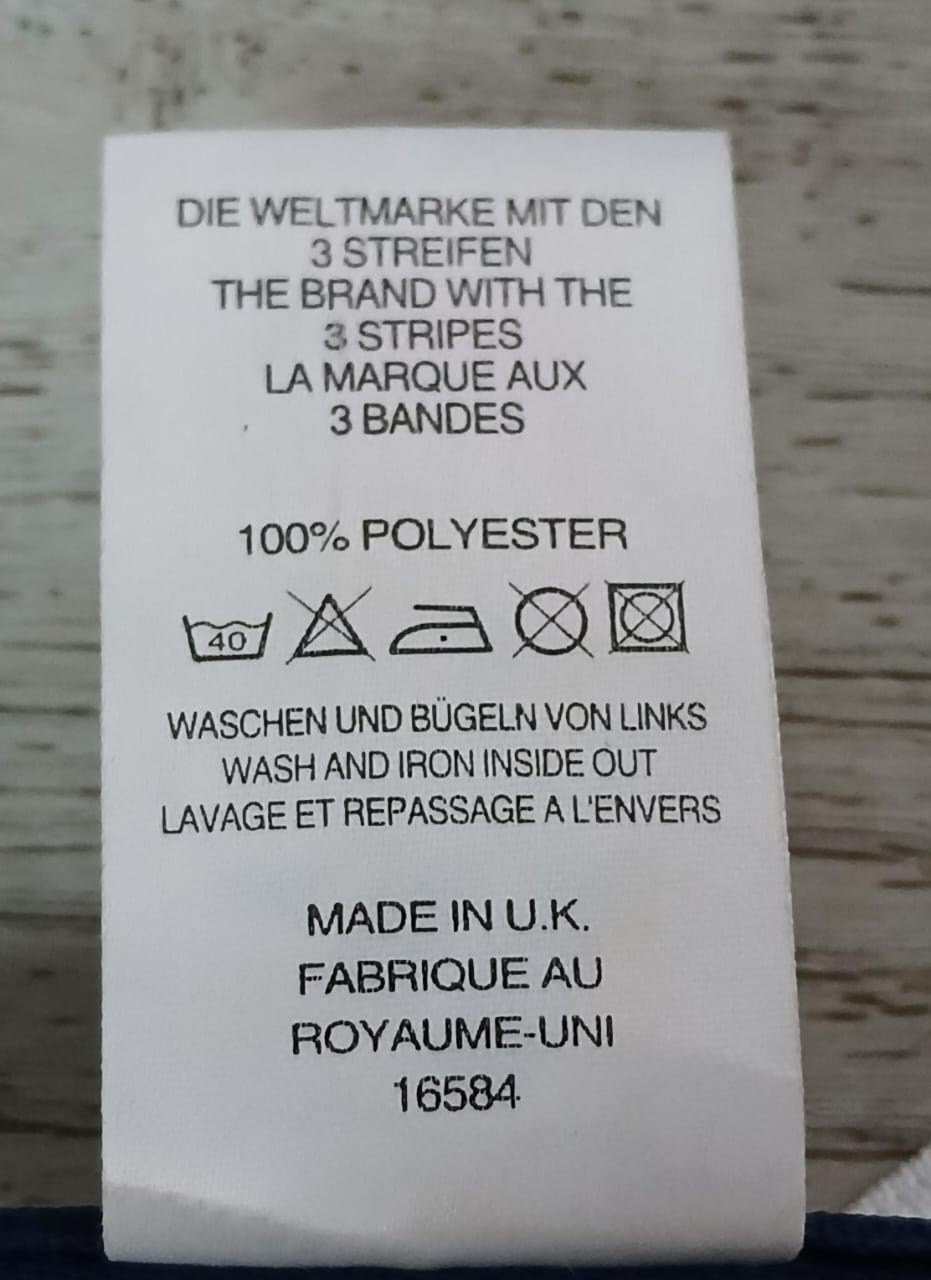 DIE WELTMARKE MIT DEN
3 STREIFEN
THE BRAND WITH THE
3 STRIPES
LA MARQUE AUX
3 BANDES
100% POLYESTER
40
WASCHEN UND BÜGELN VON LINKS
WASH AND IRON INSIDE OUT
LAVAGE ET REPASSAGE A L'ENVERS
MADE IN U.K.
FABRIQUE AU
ROYAUME-UNI
16584